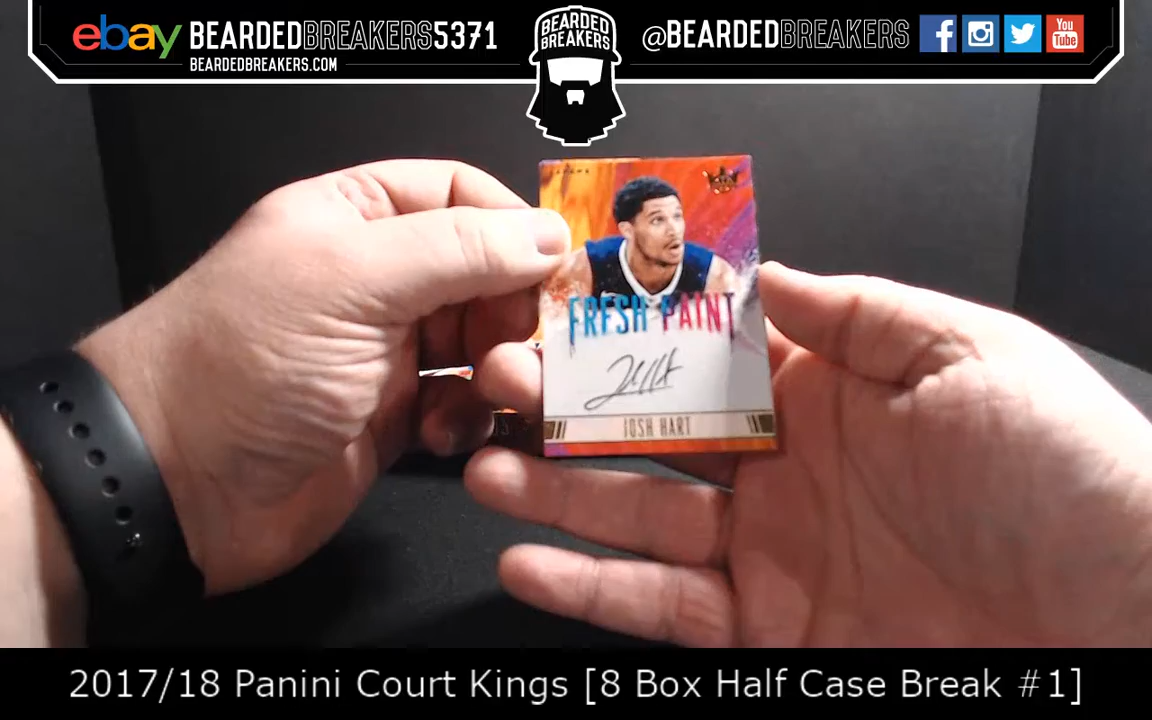 ebay BEARDEDBREAKERS5371
BEARDEDBREAKERS.COM
BEARDED
BREAKERS
@BEARDEDBREAKERS
f
You
Tube
FRESH PAINT
JOSH HART
2017/18 Panini Court Kings [8 Box Half Case Break #1]